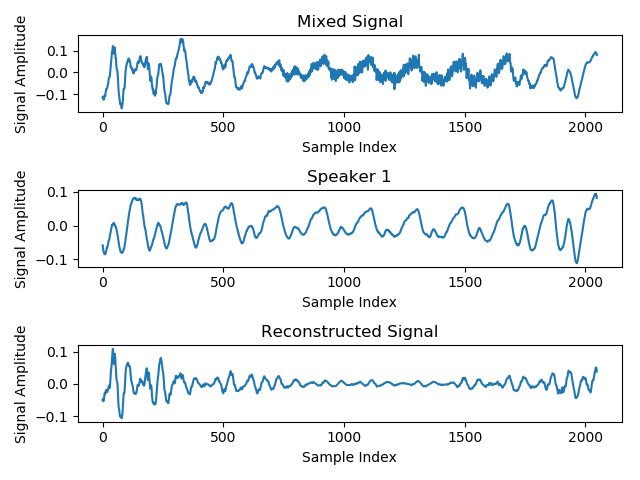 Mixed Signal
Signal Amplitude
0.1
0.0
−0.1
0 500 1000 1500 2000
Sample Index
Speaker 1
Signal Amplitude
0.1
0.0
−0.1
0 500 1000 1500 2000
Sample Index
Reconstructed Signal
Signal Amplitude
0.1
0.0
−0.1
0 500 1000 1500 2000
Sample Index